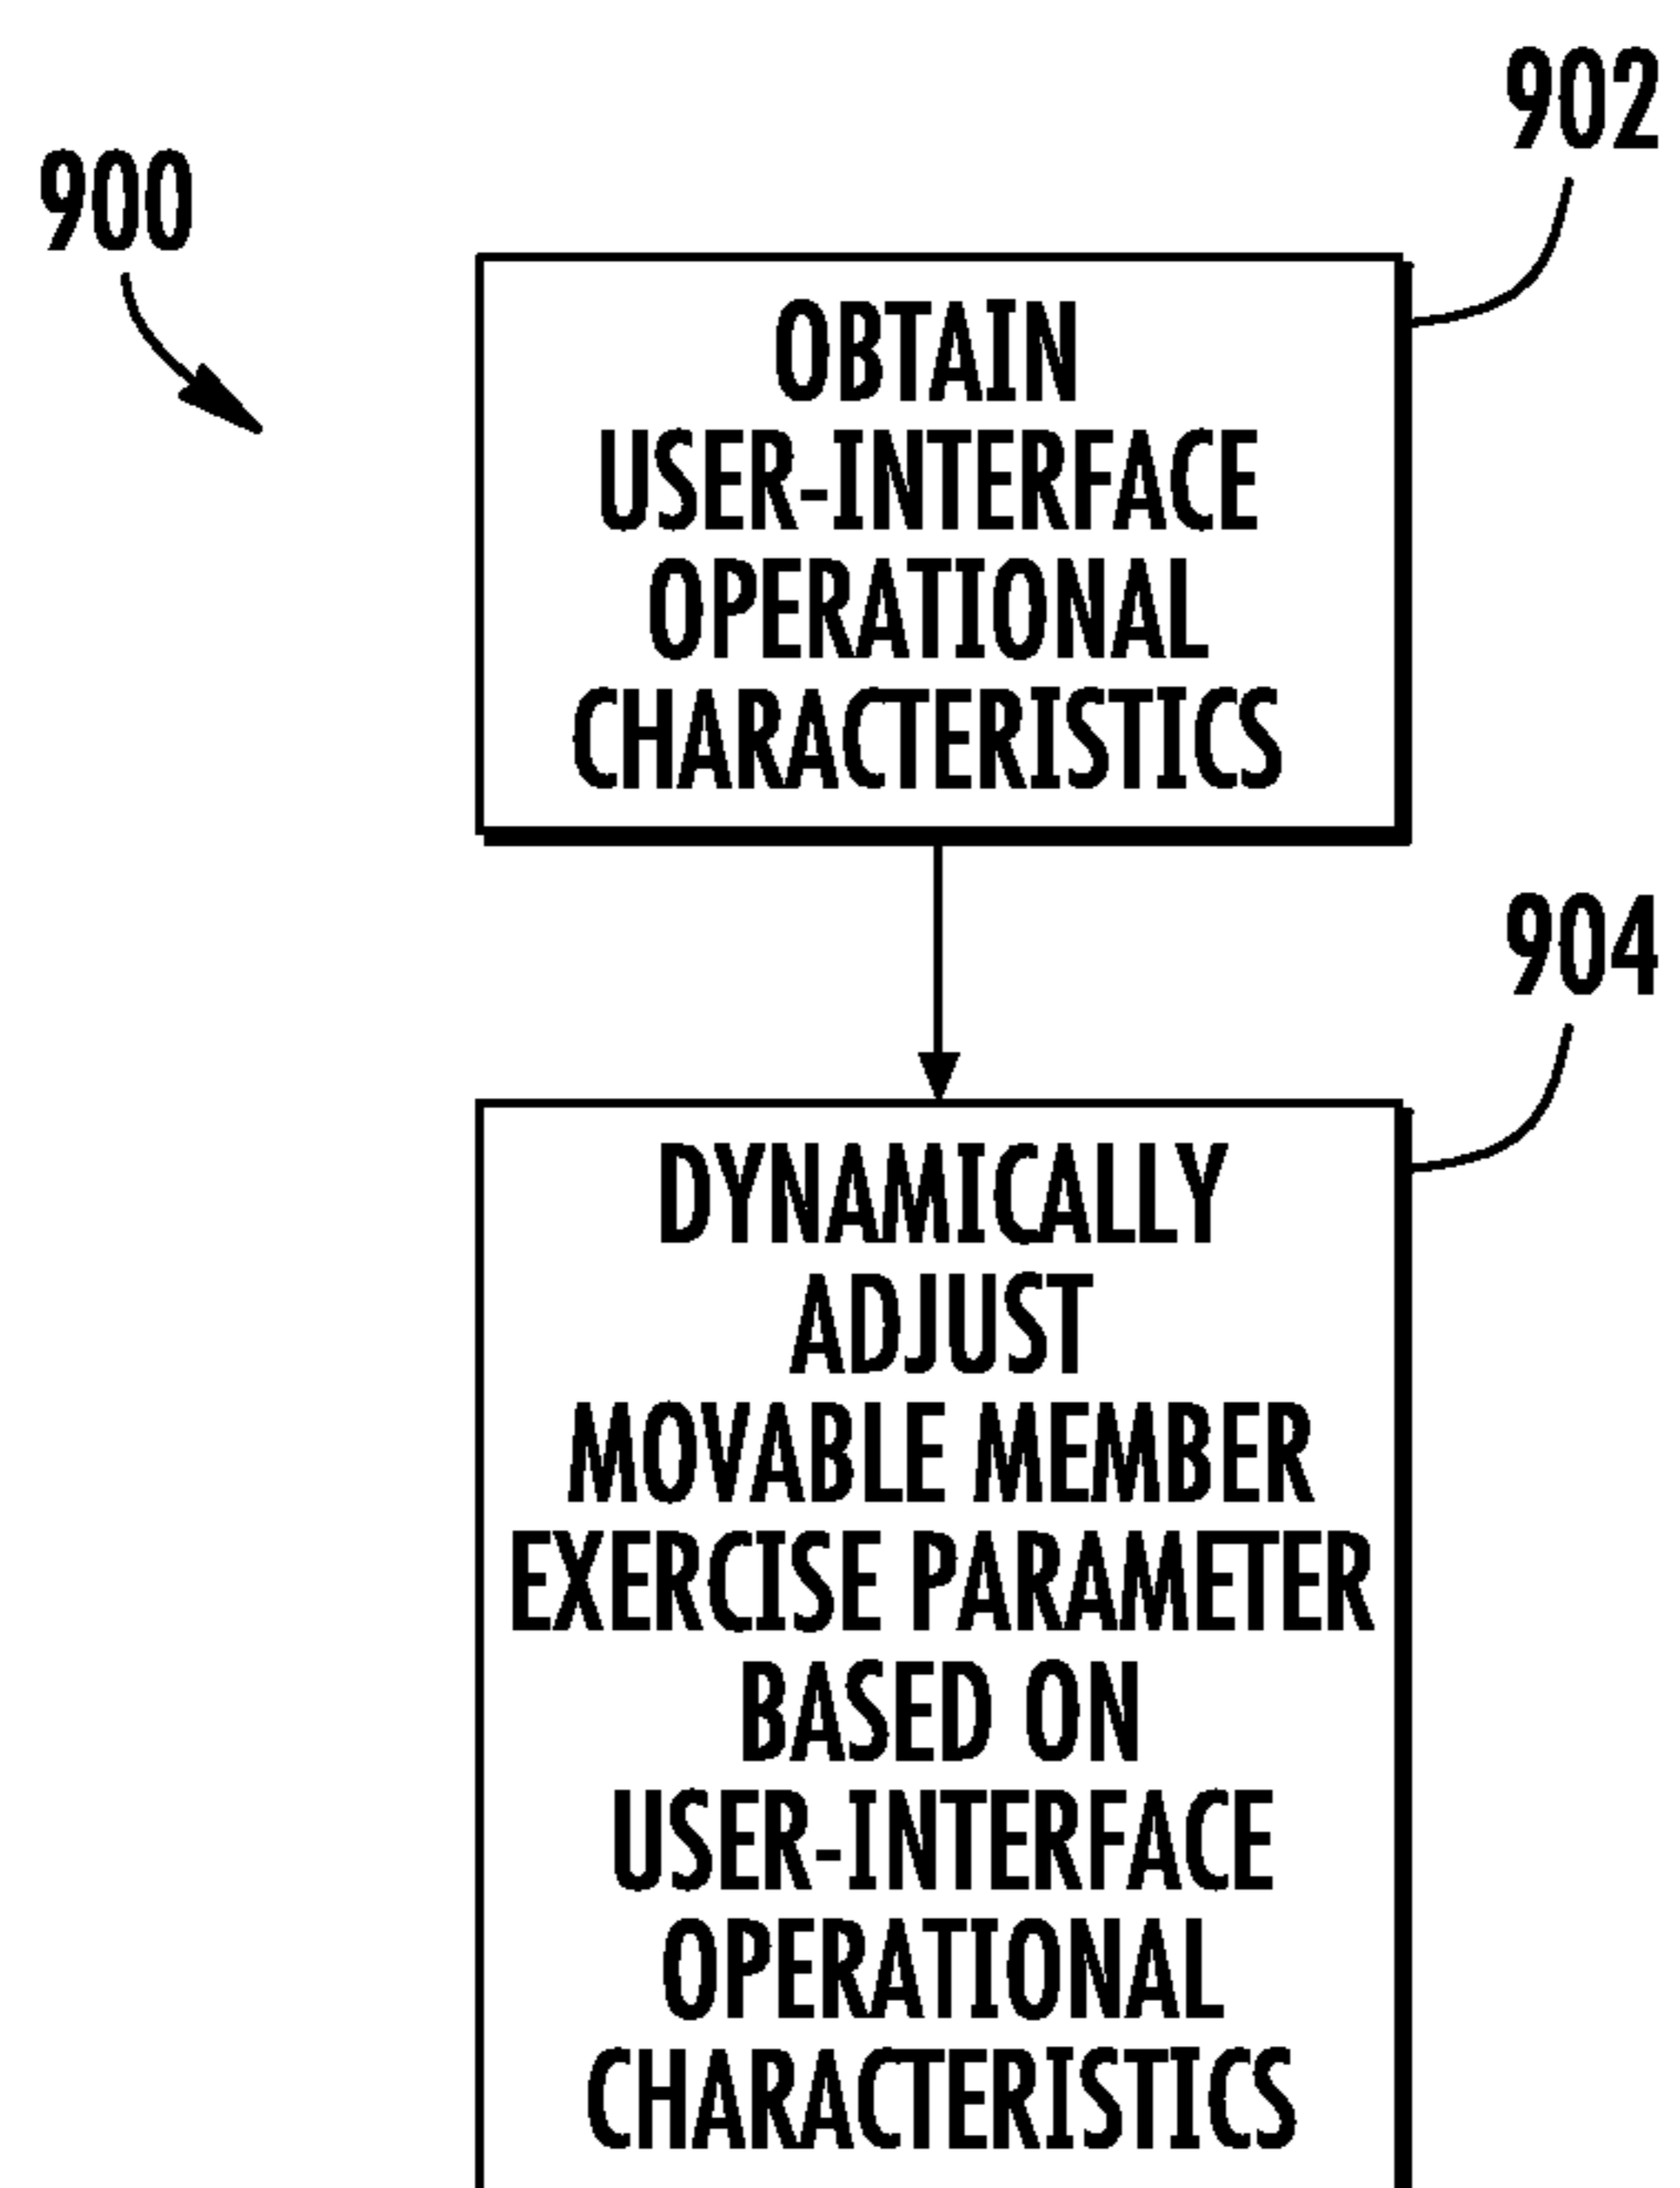 902
900
OBTAIN
USER-INTERFACE
OPERATIONAL
CHARACTERISTICS
904
DYNAMICALLY
ADJUST
MOVABLE MEMBER
EXERCISE PARAMETER
BASED ON
USER-INTERFACE
OPERATIONAL
CHARACTERISTICS